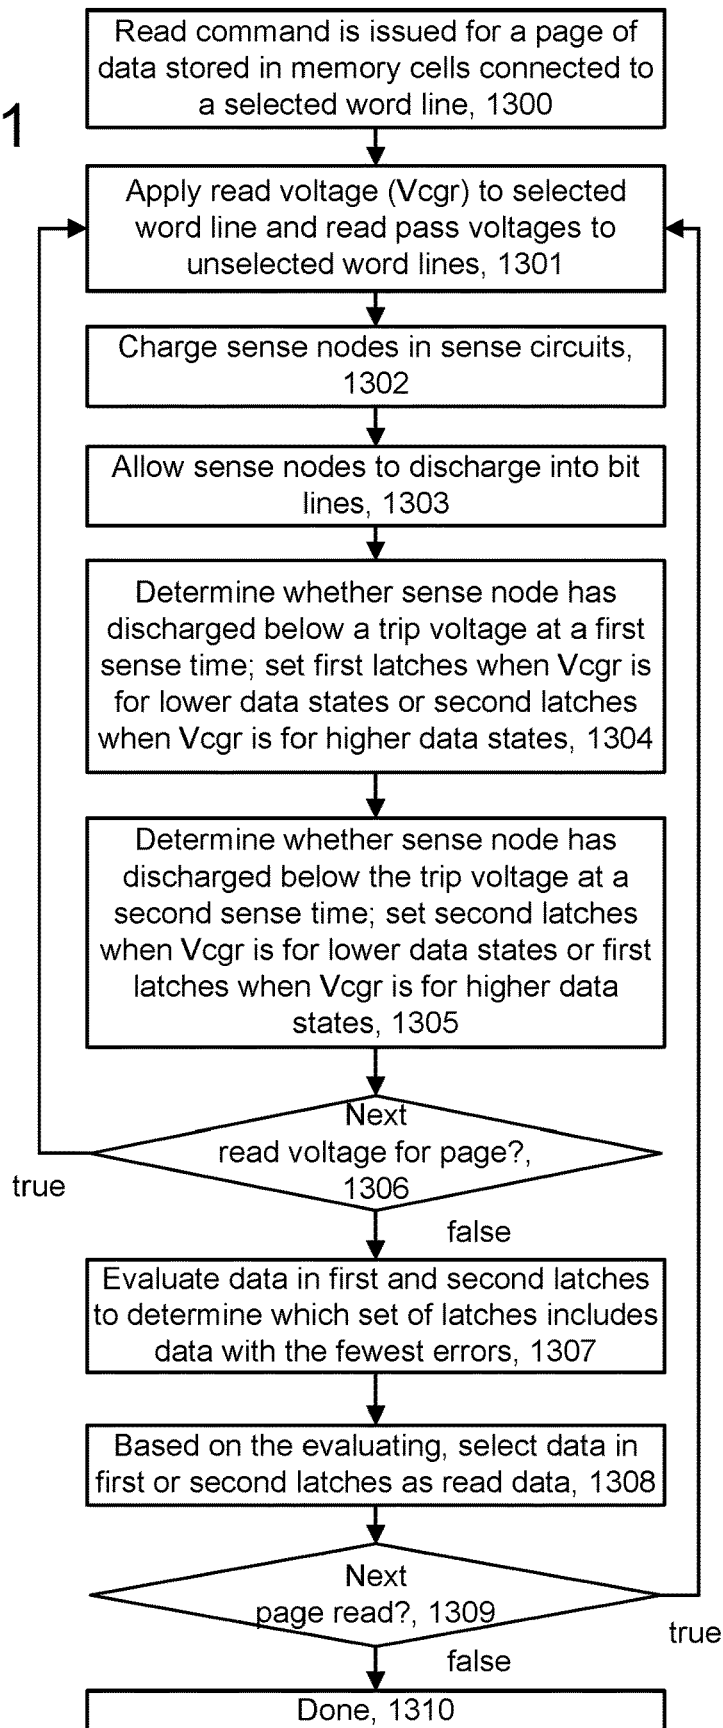 Read command is issued for a page of
data stored in memory cells connected to
a selected word line, 1300
1
Apply read voltage (Vcgr) to selected
word line and read pass voltages to
unselected word lines, 1301
Charge sense nodes in sense circuits,
1302
Allow sense nodes to discharge into bit
lines, 1303
Determine whether sense node has
discharged below a trip voltage at a first
sense time; set first latches when Vcgr is
for lower data states or second latches
when Vcgr is for higher data states, 1304
Determine whether sense node has
discharged below the trip voltage at a
second sense time; set second latches
when Vcgr is for lower data states or first
latches when Vcgr is for higher data
states, 1305
Next
read voltage for page?,
1306
true
false
Evaluate data in first and second latches
to determine which set of latches includes
data with the fewest errors, 1307
Based on the evaluating, select data in
first or second latches as read data, 1308
Next
page read?, 1309
true
false
Done, 1310